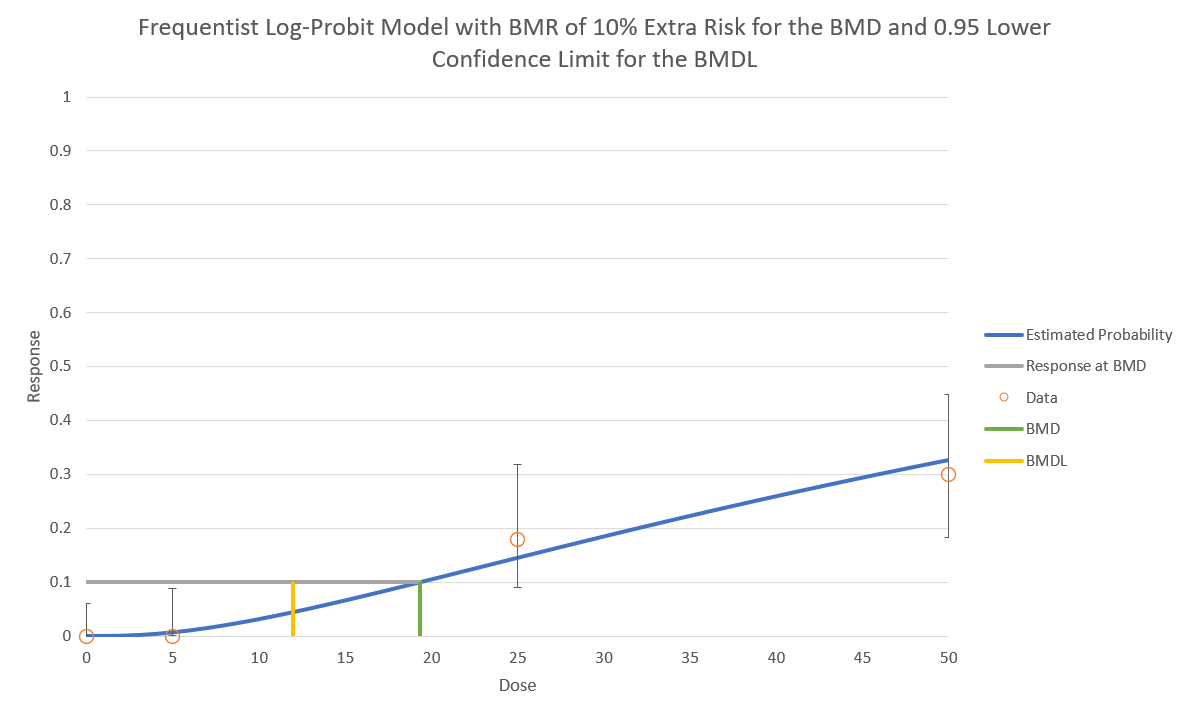 Frequentist Log-Probit Model with BMR of 10% Extra Risk for the BMD and 0.95 Lower
Confidence Limit for the BMDL
1
0.9
0.8
0.7
0.6
0.5
0.4
0.3
0.2
0.1
0
Response
0 5 10 15 20 25 30 35 40 45 50
Dose
Estimated Probability
Response at BMD
Data
BMD
BMDL